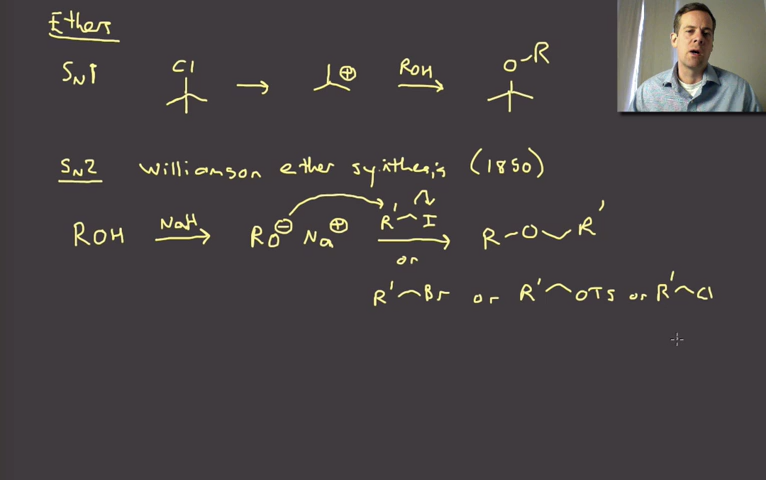 Ethers
SN1 Cl → ⊕ ROH → O-R
SN2 Williamson ether synthesis (1850)
ROH NaH → RO⊖ Na⊕ R' I → R-O R'
or
R' Br or R' OTs or R' Cl